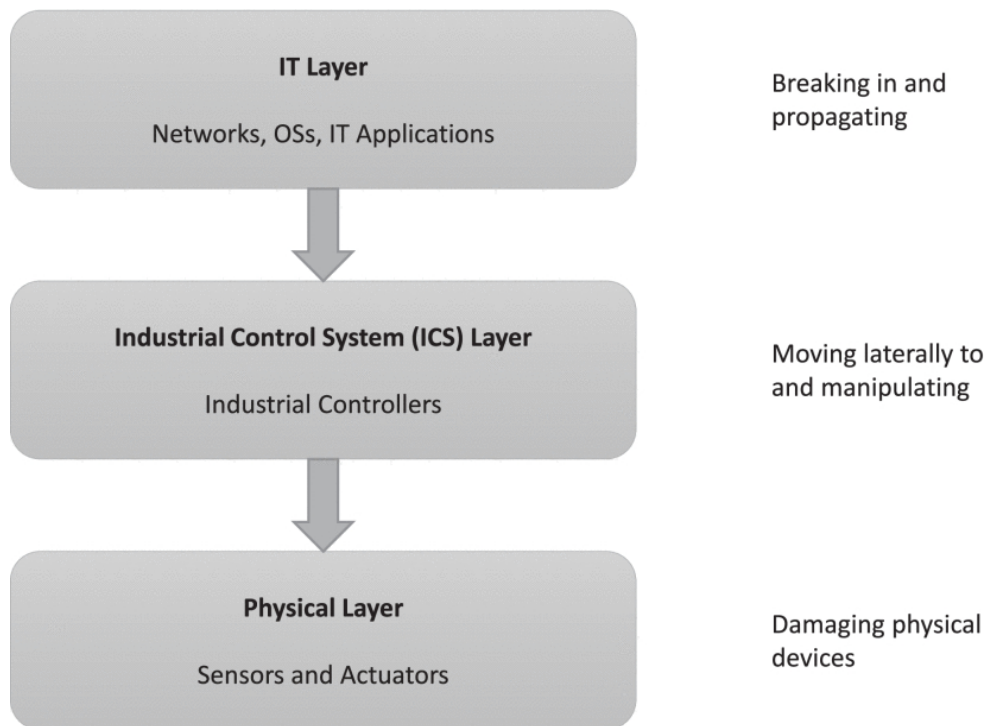 IT Layer
Networks, OSs, IT Applications
Breaking in and
propagating
Industrial Control System (ICS) Layer
Industrial Controllers
Moving laterally to
and manipulating
Physical Layer
Sensors and Actuators
Damaging physical
devices